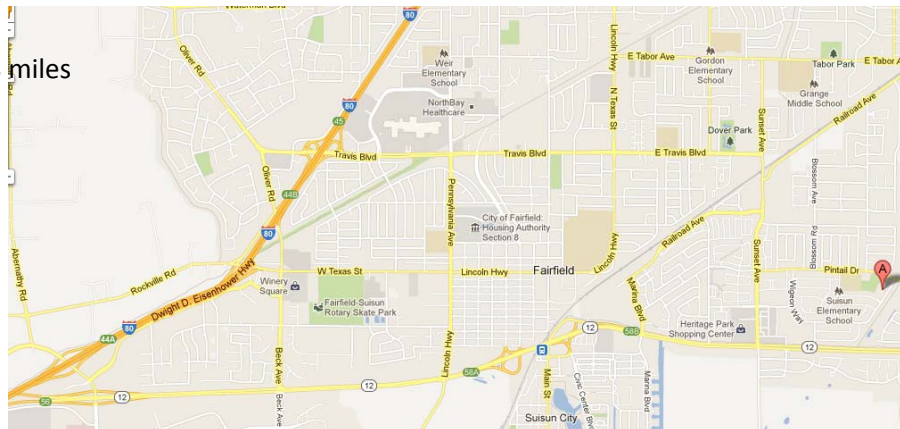 Waterman Blvd
80
Lincoln Hwy
E Tabor Ave
Tabor Park
E Tabor A
miles
Oliver Rd
Weir
Elementary
School
Gordon
Elementary
School
Grange
Middle School
Railroad Ave
80
NorthBay
Healthcare
N Texas St
Sunset Ave
45
Dover Park
Travis Blvd
Travis Blvd
E Travis Blvd
Oliver Rd
44B
Pennsylvania Ave
Blossom Ave
80
City of Fairfield:
Housing Authority
Section 8
Lincoln Hwy
Railroad Ave
Blossom Rd
Sunset Ave
Abernathy Rd
Rockville Rd
W Texas St
Lincoln Hwy
Fairfield
Pintail Dr
A
Dwight D. Eisenhower Hwy
Winery
Square
Marina Blvd
Wigeon Way
Suisun
Elementary
School
Fairfield-Suisun
Rotary Skate Park
80
44A
Heritage Park
Shopping Center
12
58B
12
12
Beck Ave
Lincoln Hwy
58A
Main St
Civic Center Blvd
Marina Blvd
12
12
56
Beck Ave
Suisun City